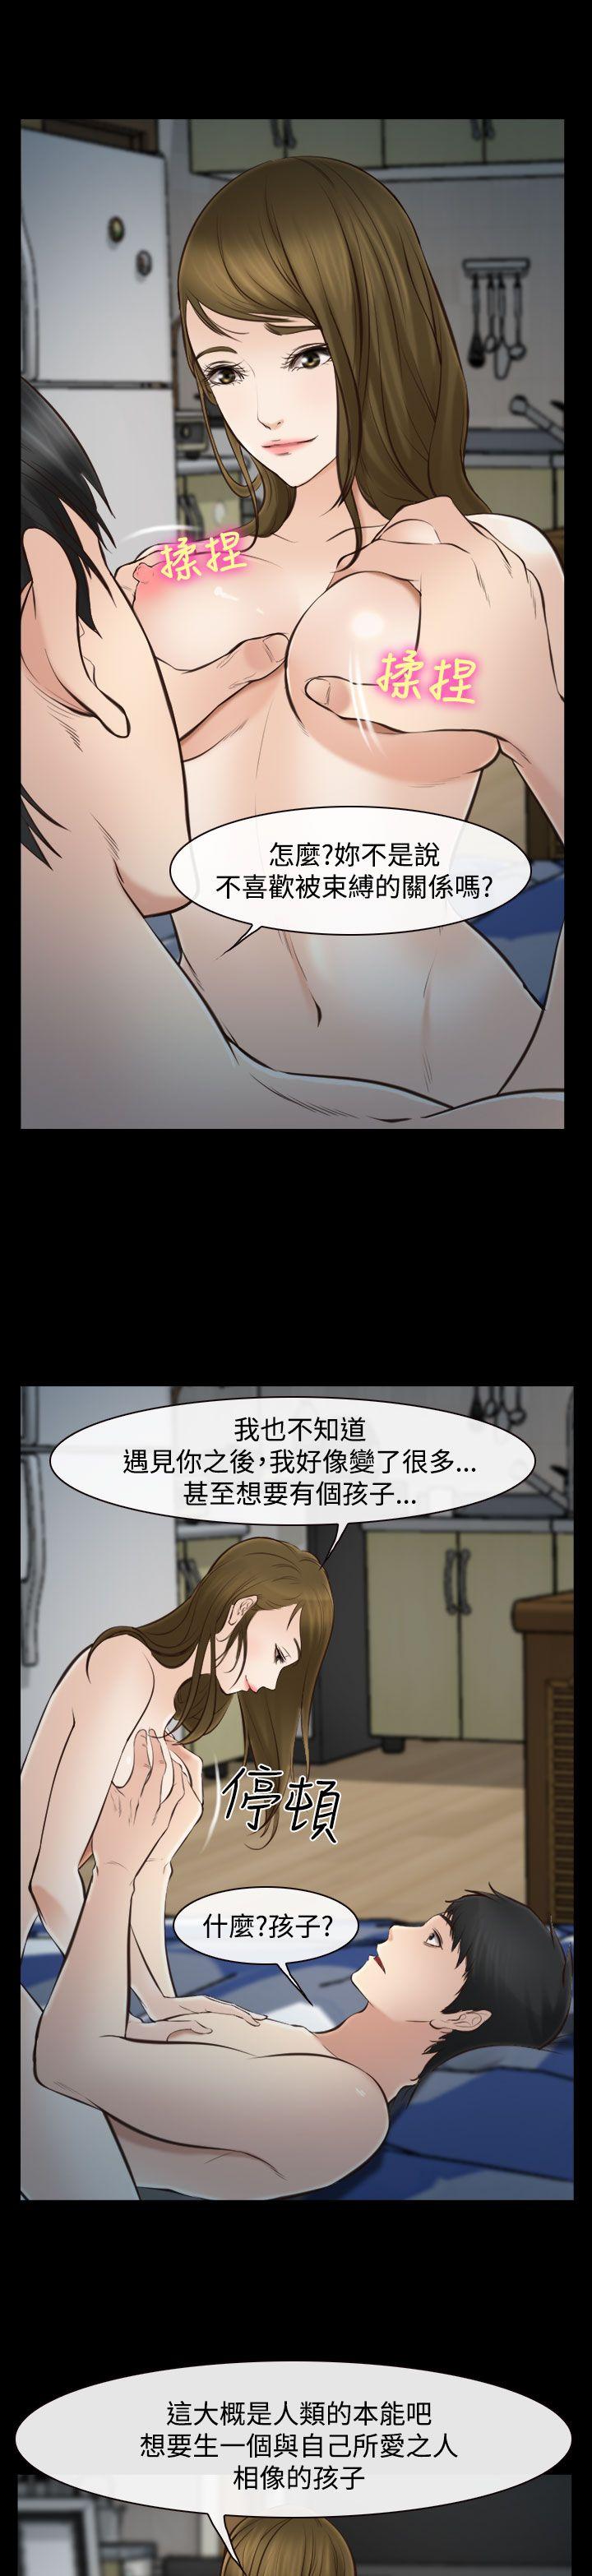 揉捏
揉捏
怎麼?妳不是說
不喜歡被束縛的關係嗎?
我也不知道
遇見你之後,我好像變了很多...
甚至想要有個孩子...
停頓
什麼?孩子?
這大概是人類的本能吧
想要生一個與自己所愛之人
相像的孩子